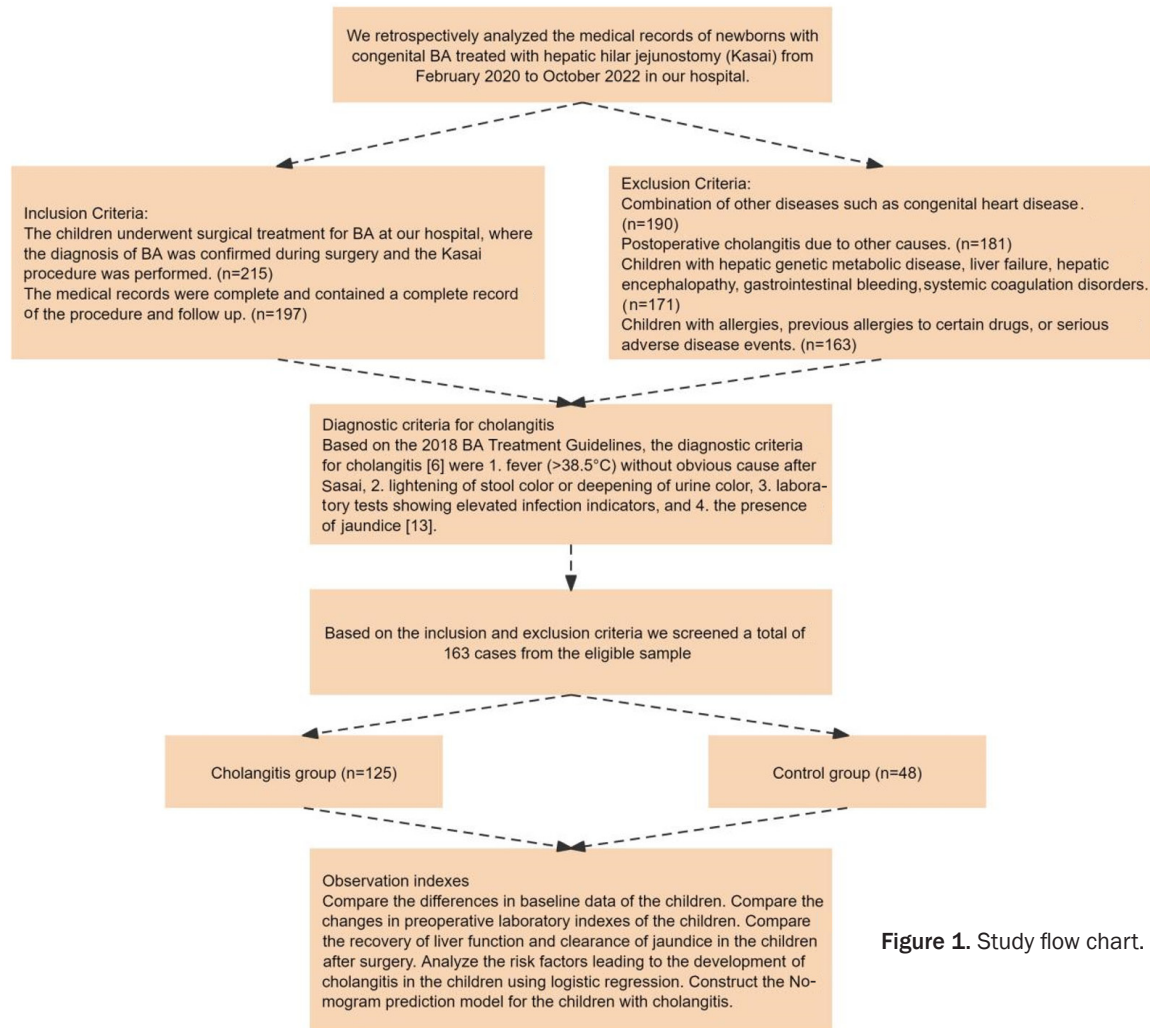 We retrospectively analyzed the medical records of newborns with
congenital BA treated with hepatic hilar jejunostomy (Kasai) from
February 2020 to October 2022 in our hospital.
Inclusion Criteria:
The children underwent surgical treatment for BA at our hospital, where
the diagnosis of BA was confirmed during surgery and the Kasai
procedure was performed. (n=215)
The medical records were complete and contained a complete record
of the procedure and follow up. (n=197)
Exclusion Criteria:
Combination of other diseases such as congenital heart disease.
(n=190)
Postoperative cholangitis due to other causes. (n=181)
Children with hepatic genetic metabolic disease, liver failure, hepatic
encephalopathy, gastrointestinal bleeding, systemic coagulation disorders.
(n=171)
Children with allergies, previous allergies to certain drugs, or serious
adverse disease events. (n=163)
Diagnostic criteria for cholangitis
Based on the 2018 BA Treatment Guidelines, the diagnostic criteria
for cholangitis [6] were 1. fever (>38.5°C) without obvious cause after
Sasai, 2. lightening of stool color or deepening of urine color, 3. labora-
tory tests showing elevated infection indicators, and 4. the presence
of jaundice [13].
Based on the inclusion and exclusion criteria we screened a total of
163 cases from the eligible sample
Cholangitis group (n=125)
Control group (n=48)
Observation indexes
Compare the differences in baseline data of the children. Compare the
changes in preoperative laboratory indexes of the children. Compare
the recovery of liver function and clearance of jaundice in the children
after surgery. Analyze the risk factors leading to the development of
cholangitis in the children using logistic regression. Construct the No-
mogram prediction model for the children with cholangitis.
Figure 1. Study flow chart.